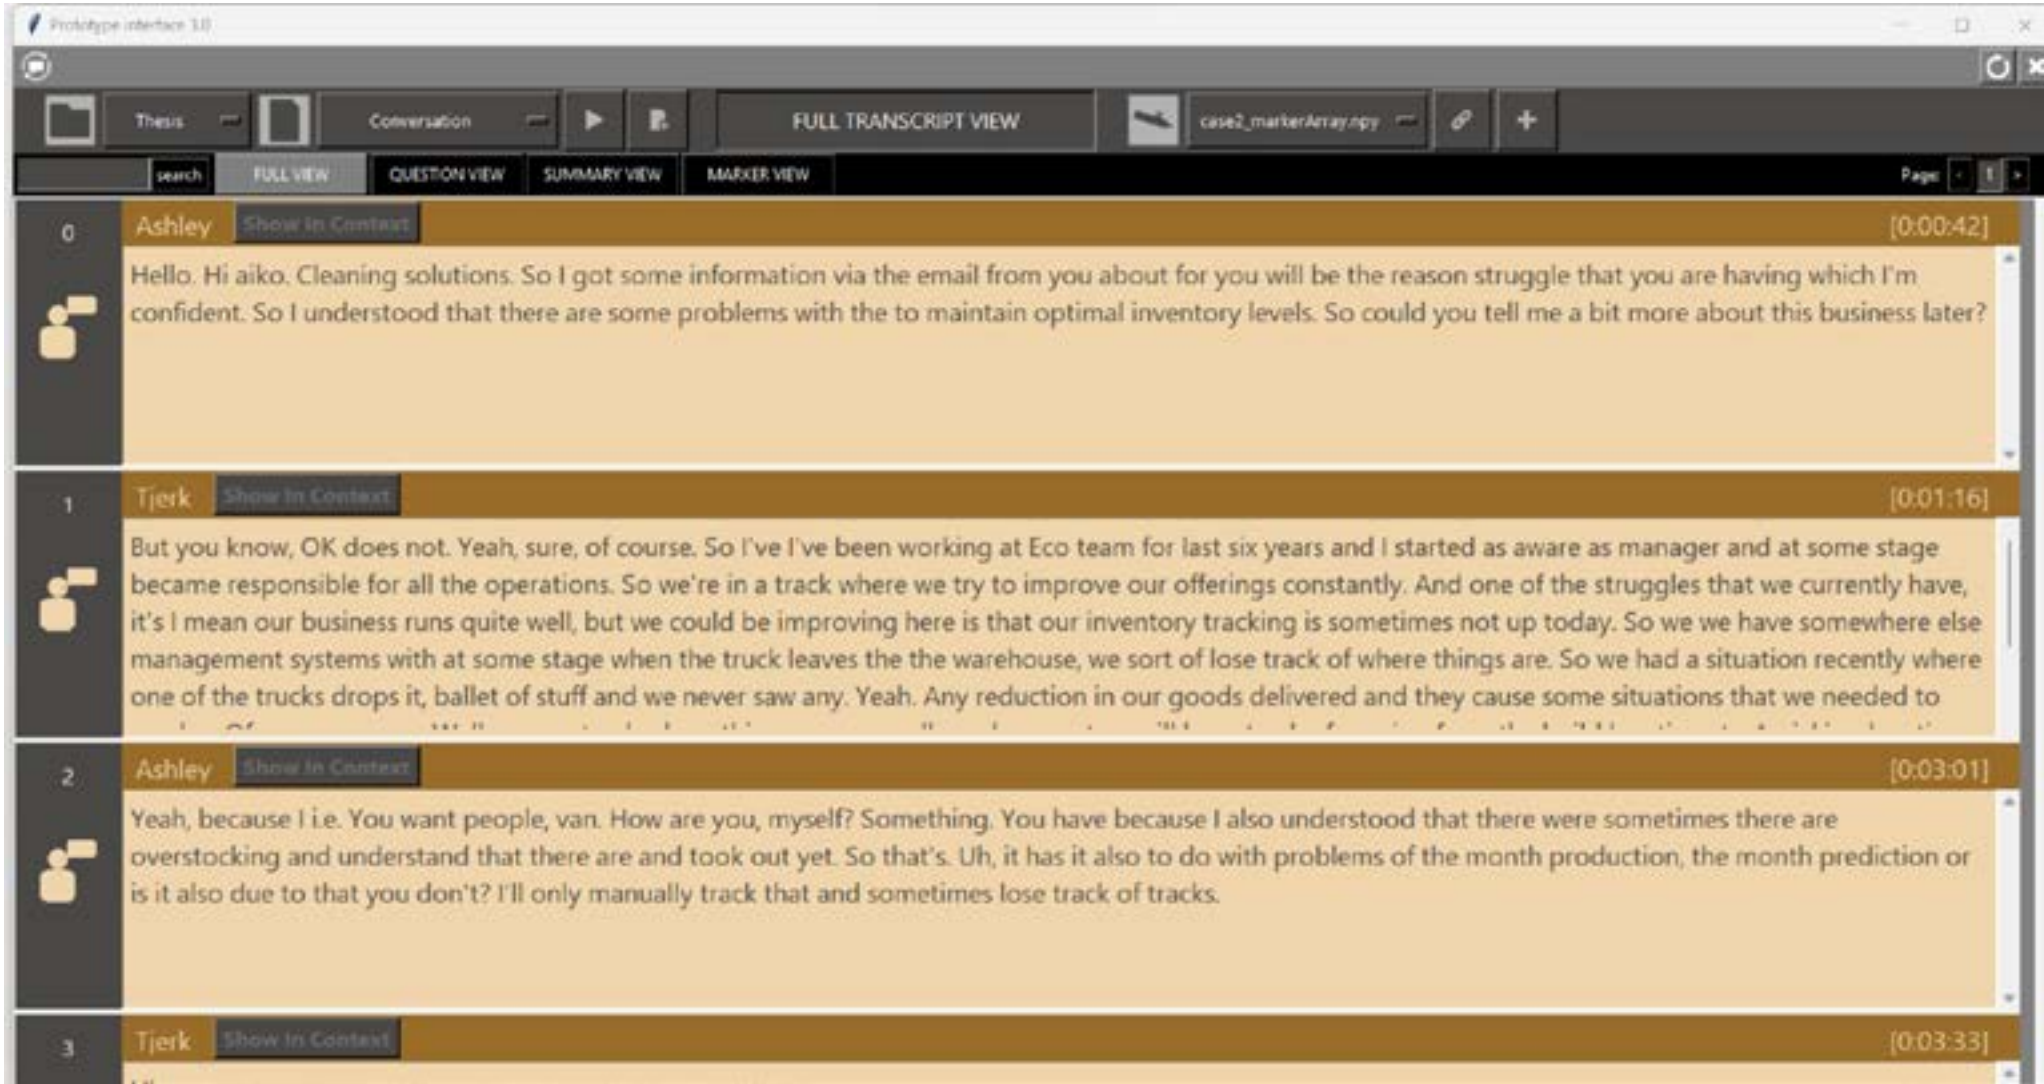 Prototype interface 3.0
Thesis
Conversation
FULL TRANSCRIPT VIEW
case2_markerArray.npy
+
search
FULL VIEW
QUESTION VIEW
SUMMARY VIEW
MARKER VIEW
Page: < 1 >
0
Ashley Show In Context [0:00:42]
Hello. Hi aiko. Cleaning solutions. So I got some information via the email from you about for you will be the reason struggle that you are having which I'm
confident. So I understood that there are some problems with the to maintain optimal inventory levels. So could you tell me a bit more about this business later?
1
Tjerk Show In Context [0:01:16]
But you know, OK does not. Yeah, sure, of course. So I've I've been working at Eco team for last six years and I started as aware as manager and at some stage
became responsible for all the operations. So we're in a track where we try to improve our offerings constantly. And one of the struggles that we currently have,
it's I mean our business runs quite well, but we could be improving here is that our inventory tracking is sometimes not up today. So we we have somewhere else
management systems with at some stage when the truck leaves the the warehouse, we sort of lose track of where things are. So we had a situation recently where
one of the trucks drops it, ballet of stuff and we never saw any. Yeah. Any reduction in our goods delivered and they cause some situations that we needed to
2
Ashley Show In Context [0:03:01]
Yeah, because I i.e. You want people, van. How are you, myself? Something. You have because I also understood that there were sometimes there are
overstocking and understand that there are and took out yet. So that's. Uh, it has it also to do with problems of the month production, the month prediction or
is it also due to that you don't? I'll only manually track that and sometimes lose track of tracks.
3
Tjerk Show In Context [0:03:33]